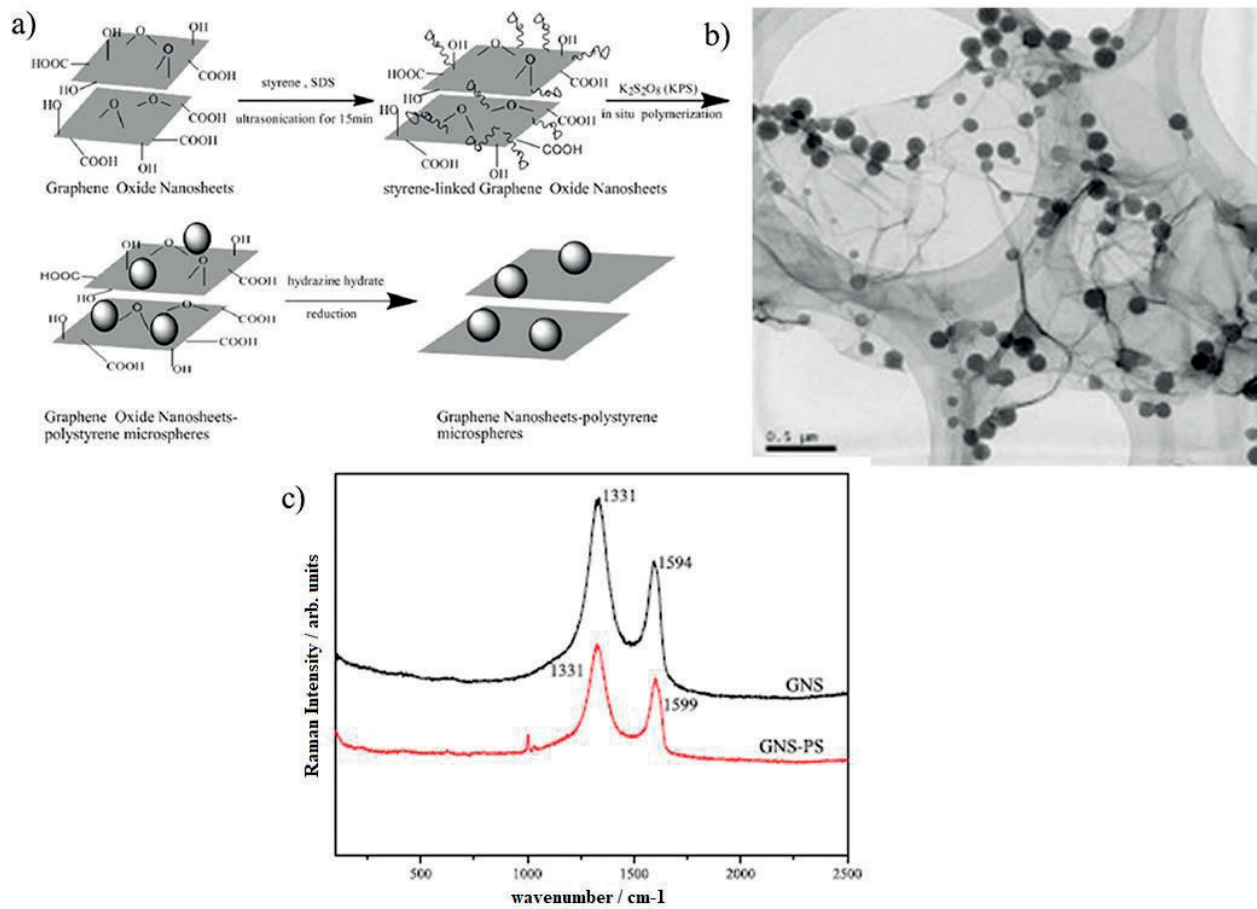 a)
OH
O
OH
O
HOOC
COOH
HO
HO
O
O
COOH
COOH
COOH
OH
Graphene Oxide Nanosheets
styrene , SDS
ultrasonication for 15min
OH
O
OH
O
HOOC
COOH
HO
HO
O
O
COOH
COOH
COOH
OH
styrene-linked Graphene Oxide Nanosheets
K2S2O8 (KPS)
in situ polymerization
b)
0.5 μm
OH
O
OH
O
HOOC
COOH
HO
HO
O
O
COOH
COOH
COOH
OH
Graphene Oxide Nanosheets-
polystyrene microspheres
hydrazine hydrate
reduction
Graphene Nanosheets-polystyrene
microspheres
c)
Raman Intensity / arb. units
1331
1594
GNS
1331
1599
GNS-PS
500
1000
1500
2000
2500
wavenumber / cm-1